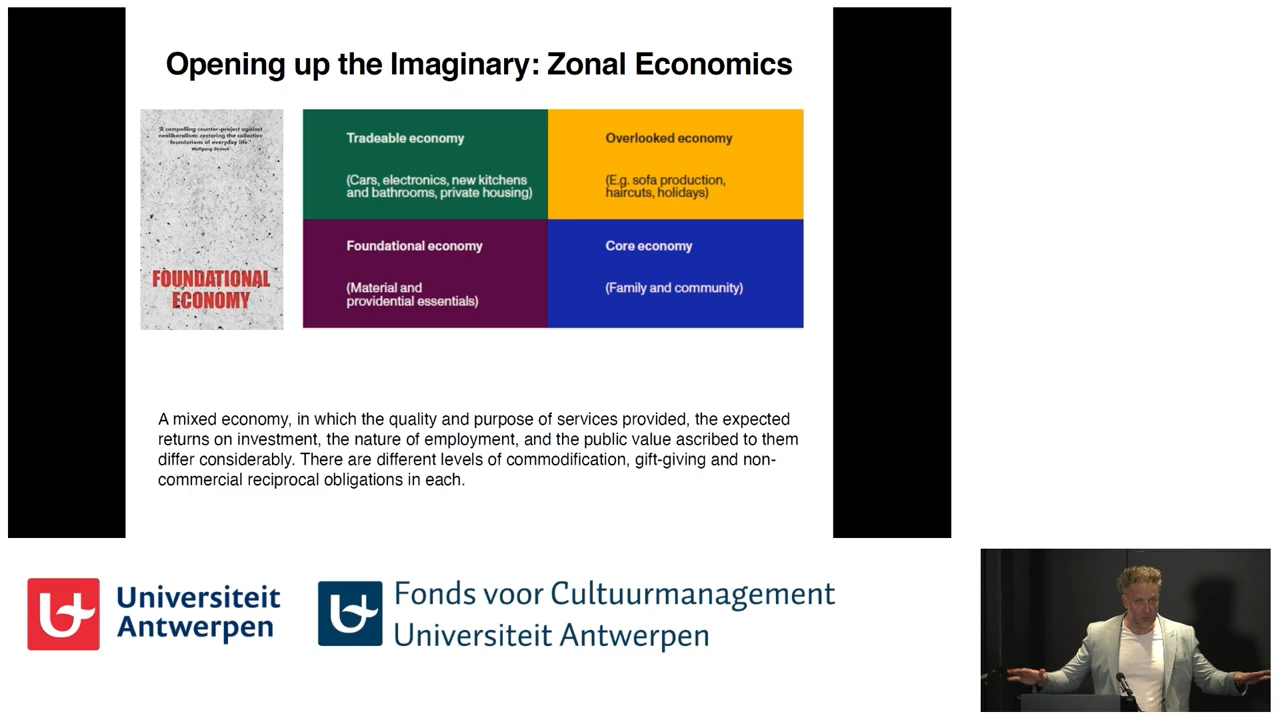 Opening up the Imaginary: Zonal Economics
'A compelling counter-project against
neoliberalism: restoring the collective
foundations of everyday life.'
Wolfgang Streeck
FOUNDATIONAL
ECONOMY
Tradeable economy
(Cars, electronics, new kitchens
and bathrooms, private housing)
Overlooked economy
(E.g. sofa production,
haircuts, holidays)
Foundational economy
(Material and
providential essentials)
Core economy
(Family and community)
A mixed economy, in which the quality and purpose of services provided, the expected
returns on investment, the nature of employment, and the public value ascribed to them
differ considerably. There are different levels of commodification, gift-giving and non-
commercial reciprocal obligations in each.
Universiteit
Antwerpen
Fonds voor Cultuurmanagement
Universiteit Antwerpen